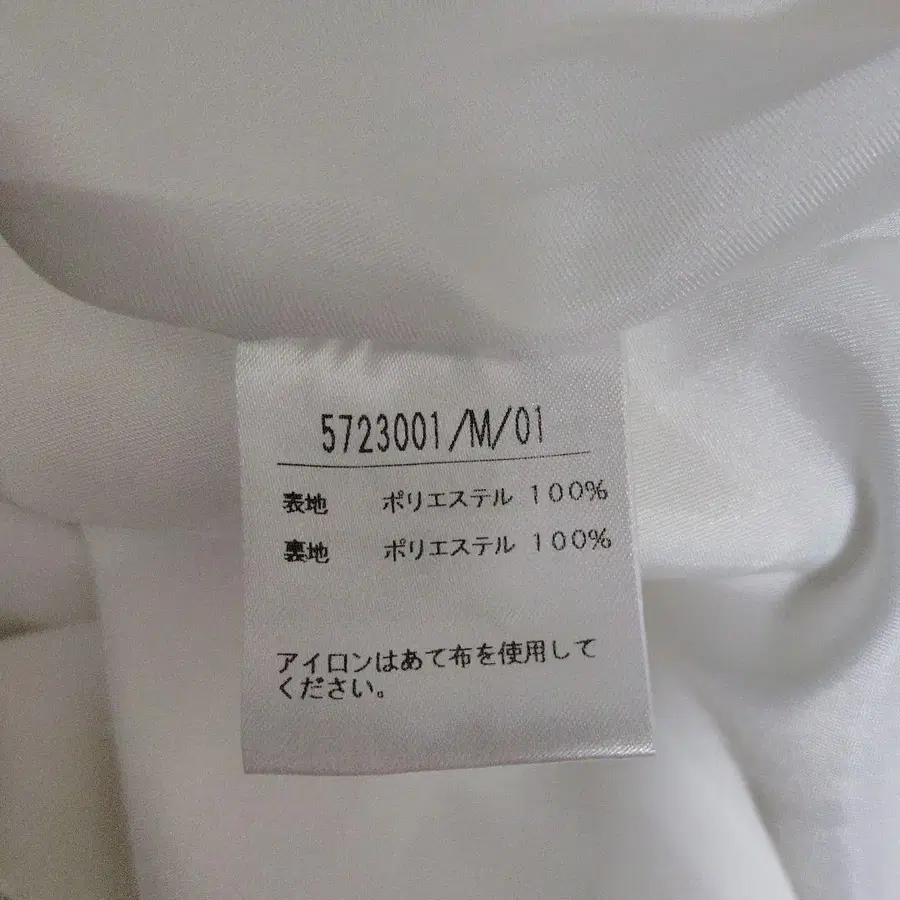 5723001/M/01
表地 ポリエステル 100%
裏地 ポリエステル 100%
アイロンはあて布を使用して
ください。